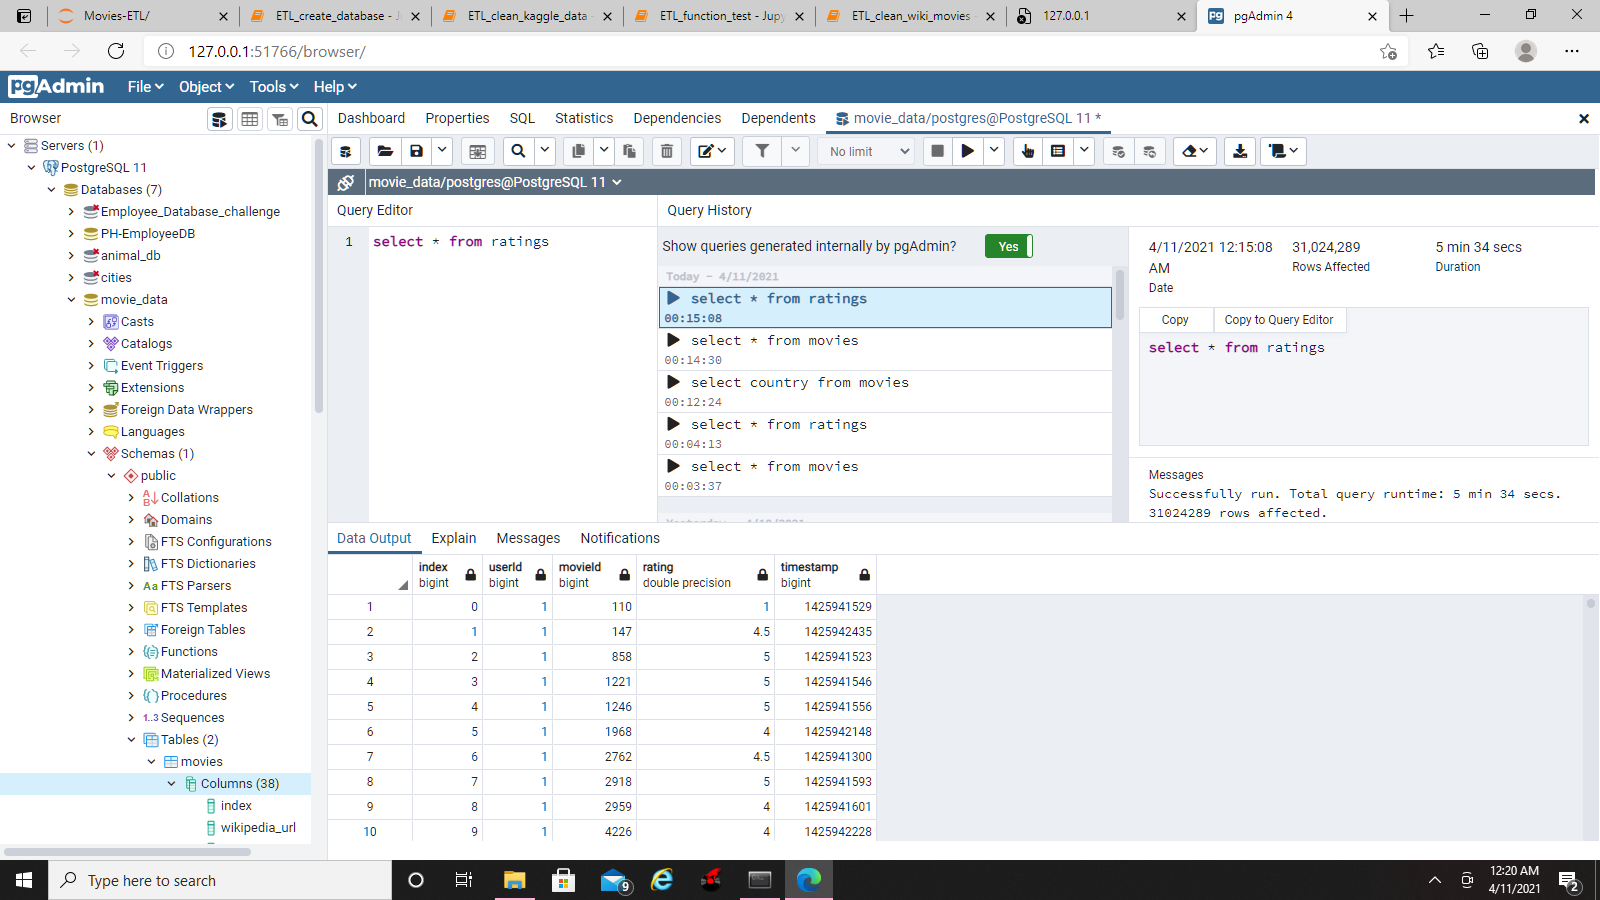 Movies-ETL/
ETL_create_database - J
ETL_clean_kaggle_data -
ETL_function_test - Jupy
ETL_clean_wiki_movies -
127.0.0.1
pgAdmin 4
127.0.0.1:51766/browser/
pgAdmin
File Object Tools Help
Browser
Dashboard Properties SQL Statistics Dependencies Dependents movie_data/postgres@PostgreSQL 11 *
No limit
movie_data/postgres@PostgreSQL 11
Servers (1)
PostgreSQL 11
Databases (7)
Employee_Database_challenge
PH-EmployeeDB
animal_db
cities
movie_data
Casts
Catalogs
Event Triggers
Extensions
Foreign Data Wrappers
Languages
Schemas (1)
public
Collations
Domains
FTS Configurations
FTS Dictionaries
FTS Parsers
FTS Templates
Foreign Tables
Functions
Materialized Views
Procedures
Sequences
Tables (2)
movies
Columns (38)
index
wikipedia_url
Query Editor
1 select * from ratings
Query History
Show queries generated internally by pgAdmin? Yes
Today - 4/11/2021
select * from ratings
00:15:08
select * from movies
00:14:30
select country from movies
00:12:24
select * from ratings
00:04:13
select * from movies
00:03:37
Yesterday - 4/10/2021
4/11/2021 12:15:08 AM
Date
31,024,289
Rows Affected
5 min 34 secs
Duration
Copy Copy to Query Editor
select * from ratings
Messages
Successfully run. Total query runtime: 5 min 34 secs.
31024289 rows affected.
Data Output Explain Messages Notifications
index userId movieId rating timestamp
bigint bigint bigint double precision bigint
1 0 1 110 1 1425941529
2 1 1 147 4.5 1425942435
3 2 1 858 5 1425941523
4 3 1 1221 5 1425941546
5 4 1 1246 5 1425941556
6 5 1 1968 4 1425942148
7 6 1 2762 4.5 1425941300
8 7 1 2918 5 1425941593
9 8 1 2959 4 1425941601
10 9 1 4226 4 1425942228
Type here to search
9
12:20 AM
4/11/2021
2